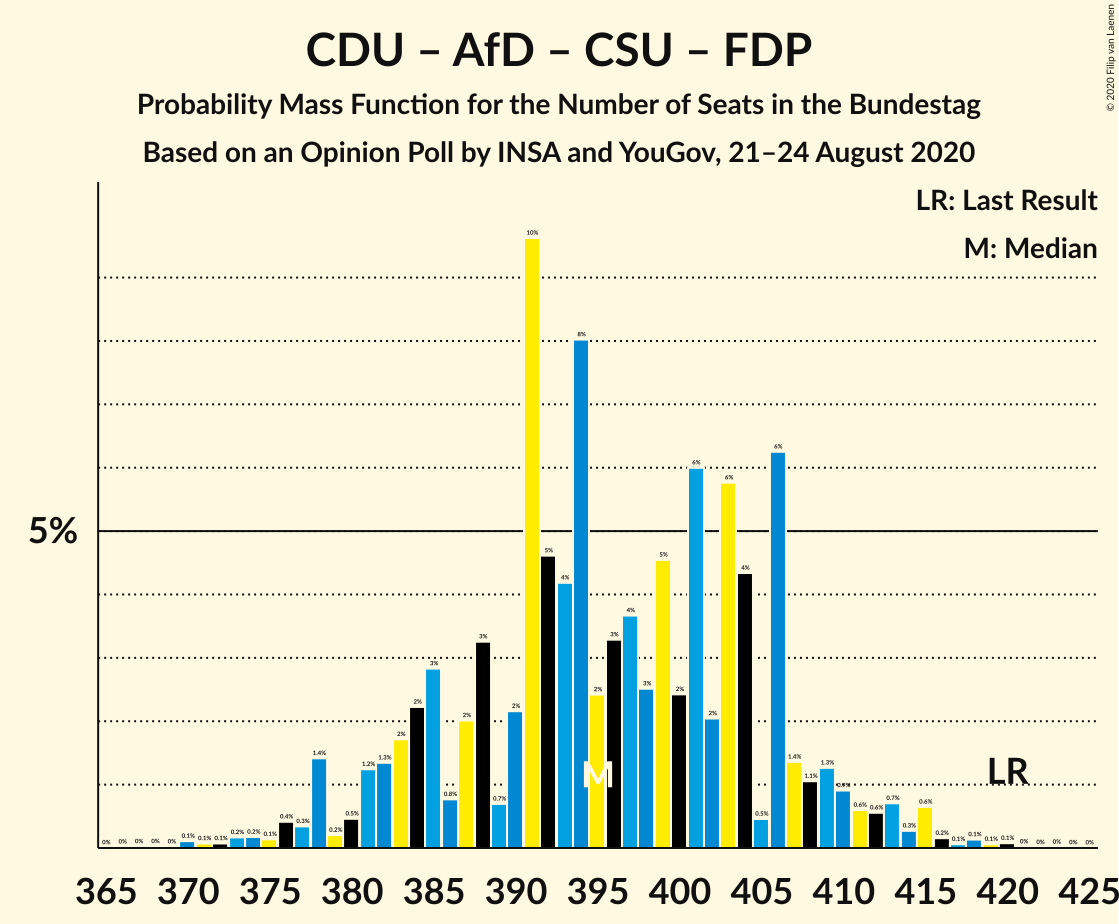 CDU – AfD – CSU – FDP
Probability Mass Function for the Number of Seats in the Bundestag
Based on an Opinion Poll by INSA and YouGov, 21–24 August 2020
© 2020 Filip van Laenen
LR: Last Result
M: Median
5%
0% 0% 0% 0% 0% 0.1% 0.1% 0.1% 0.2% 0.2% 0.1% 0.4% 0.3% 1.4% 0.2% 0.5% 1.2% 1.3% 2% 2% 3% 0.8% 2% 3% 0.7% 2% 10% 5% 4% 8% 2% 3% 4% 3% 5% 2% 6% 2% 6% 4% 0.5% 6% 1.4% 1.1% 1.3% 0.9% 0.6% 0.6% 0.7% 0.3% 0.6% 0.2% 0.1% 0.1% 0.1% 0.1% 0% 0% 0% 0% 0%
M
LR
365 370 375 380 385 390 395 400 405 410 415 420 425